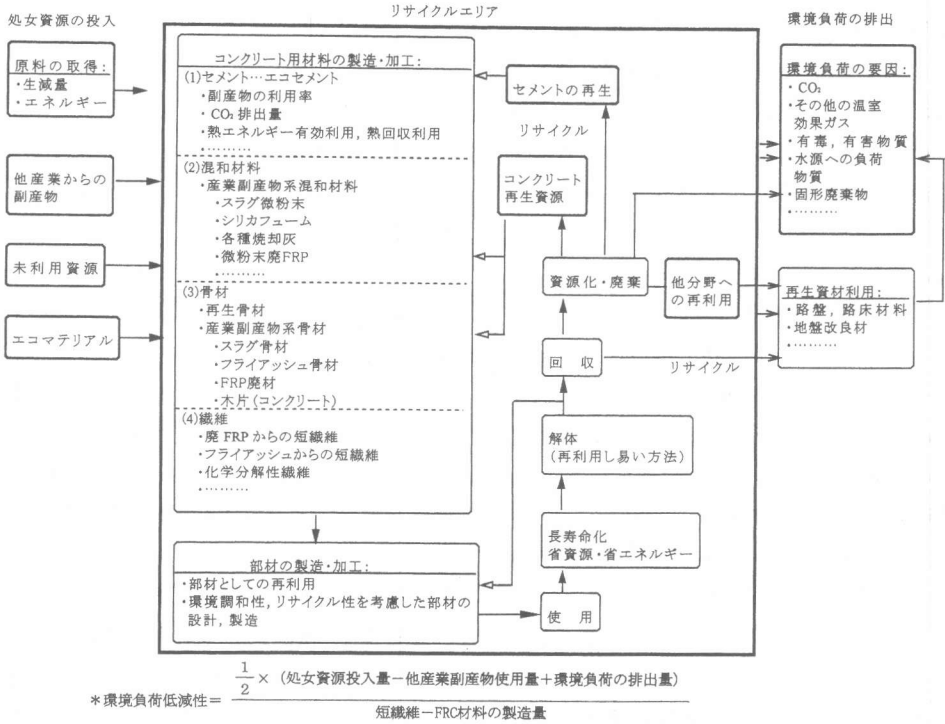 リサイクルエリア
処女資源の投入
環境負荷の排出
原料の取得:
・生減量
・エネルギー
他産業からの
副産物
未利用資源
エコマテリアル
コンクリート用材料の製造・加工:
(1)セメント…エコセメント
・副産物の利用率
・CO₂排出量
・熱エネルギー有効利用,熱回収利用
・………
(2)混和材料
・産業副産物系混和材料
・スラグ微粉末
・シリカフューム
・各種焼却灰
・微粉末廃FRP
・………
(3)骨材
・再生骨材
・産業副産物系骨材
・スラグ骨材
・フライアッシュ骨材
・FRP廃材
・木片(コンクリート)
(4)繊維
・廃FRPからの短繊維
・フライアッシュからの短繊維
・化学分解性繊維
・………
部材の製造・加工:
・部材としての再利用
・環境調和性,リサイクル性を考慮した部材の
設計,製造
セメントの再生
リサイクル
コンクリート
再生資源
資源化・廃棄
他分野へ
の再利用
回 収
リサイクル
解体
(再利用し易い方法)
長寿命化
省資源・省エネルギー
使 用
環境負荷の要因:
・CO₂
・その他の温室
効果ガス
・有毒,有害物質
・水源への負荷
物質
・固形廃棄物
・………
再生資材利用:
・路盤,路床材料
・地盤改良材
・………
*環境負荷低減性=
1/2 × (処女資源投入量-他産業副産物使用量+環境負荷の排出量)
短繊維-FRC材料の製造量